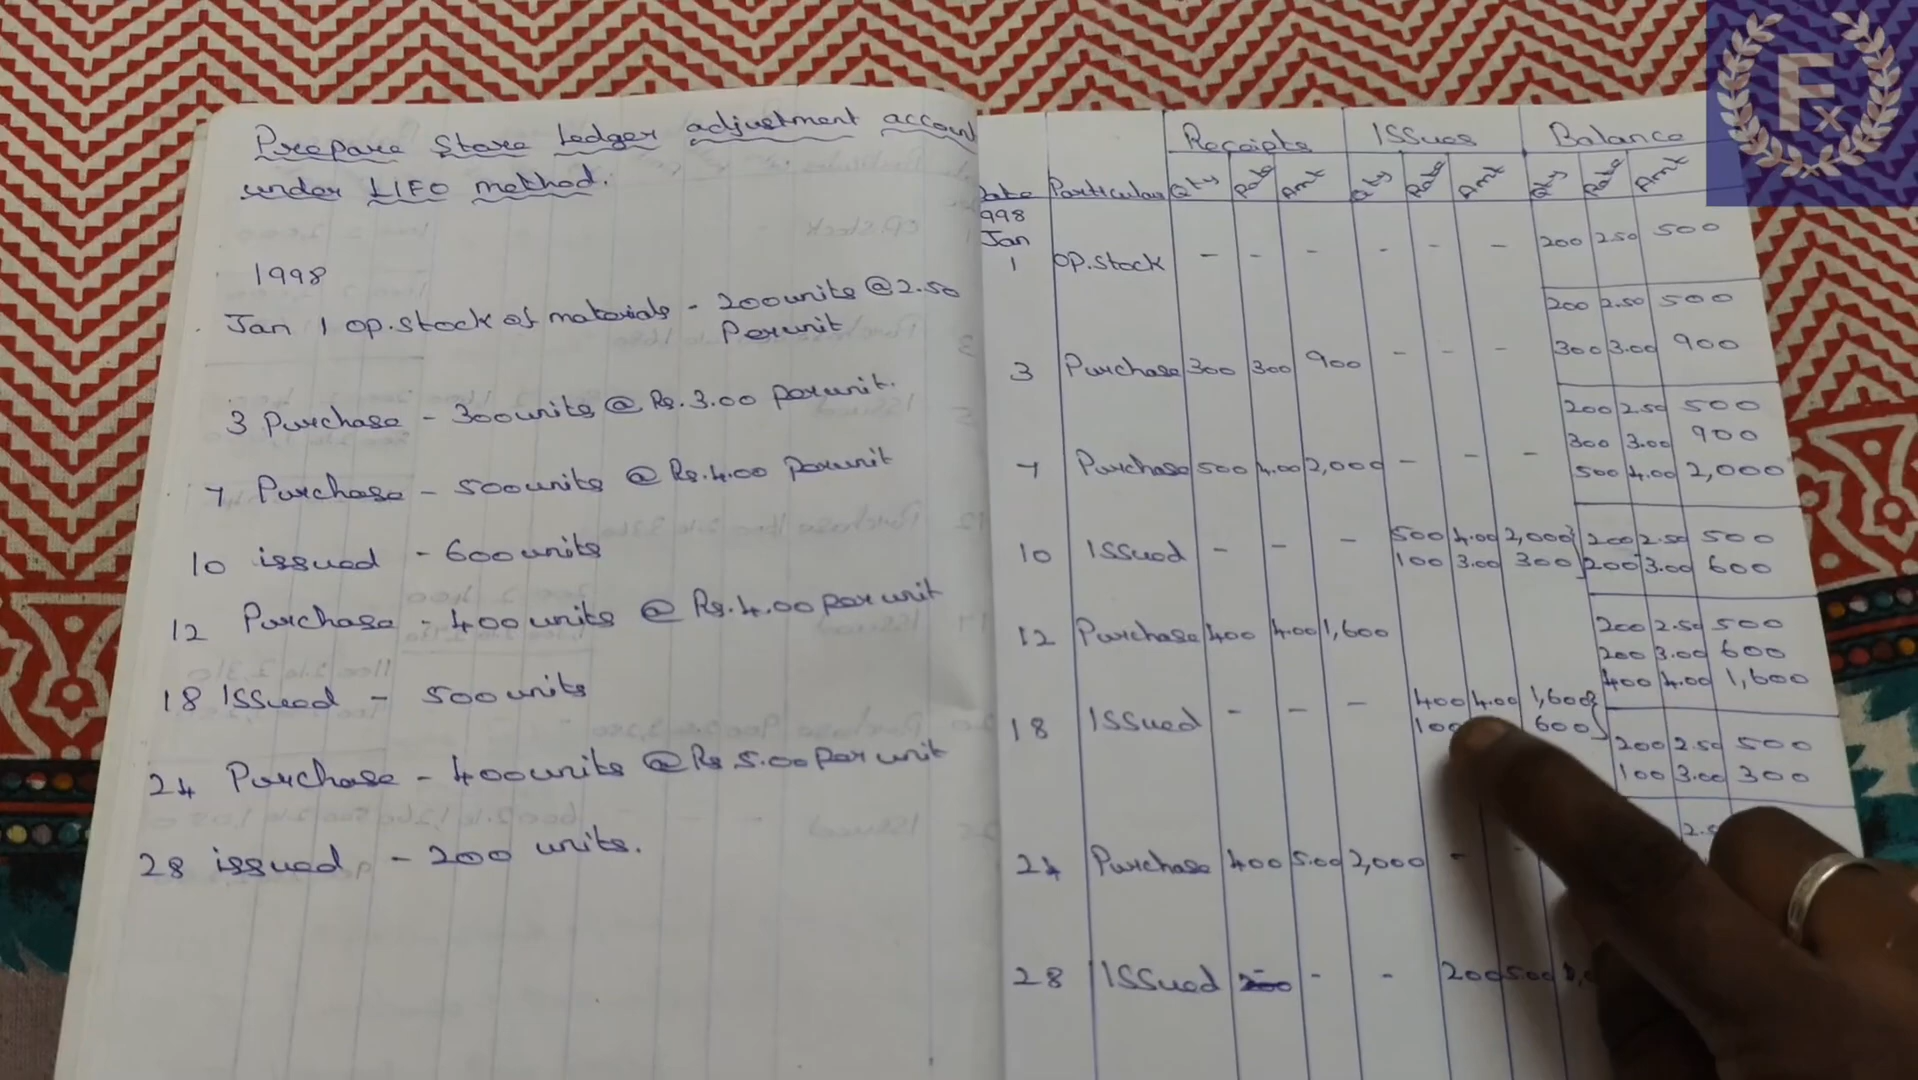 Prepare Store Ledger adjustment accoun
under LIFO method.
1998
Jan 1 op.stock of materials - 200 units @ 2.50
Per unit
3 Purchase - 300 units @ Rs. 3.00 per unit.
7 Purchase - 500 units @ Rs. 4.00 per unit
10 issued - 600 units
12 Purchase - 400 units @ Rs. 4.00 per unit
18 Issued - 500 units
24 Purchase - 400 units @ Rs 5.00 per unit
28 issued - 200 units.
Receipts Issues Balance
Date Particular Qty Rate Amt Qty Rate Amt Qty Rate Amt
1998
Jan
1 op.stock - - - - - - 200 2.50 500
200 2.50 500
3 Purchase 300 300 900 - - - 300 3.00 900
200 2.50 500
300 3.00 900
7 Purchase 500 4.00 2,000 - - - 500 4.00 2,000
10 Issued - - - 500 4.00 2,000 200 2.50 500
100 3.00 300 200 3.00 600
12 Purchase 400 4.00 1,600 200 2.50 500
200 3.00 600
400 4.00 1,600
18 Issued - - - 400 4.00 1,600
100 600
200 2.50 500
100 3.00 300
24 Purchase 400 5.00 2,000 - -
28 Issued - - 200 5.00
Fx